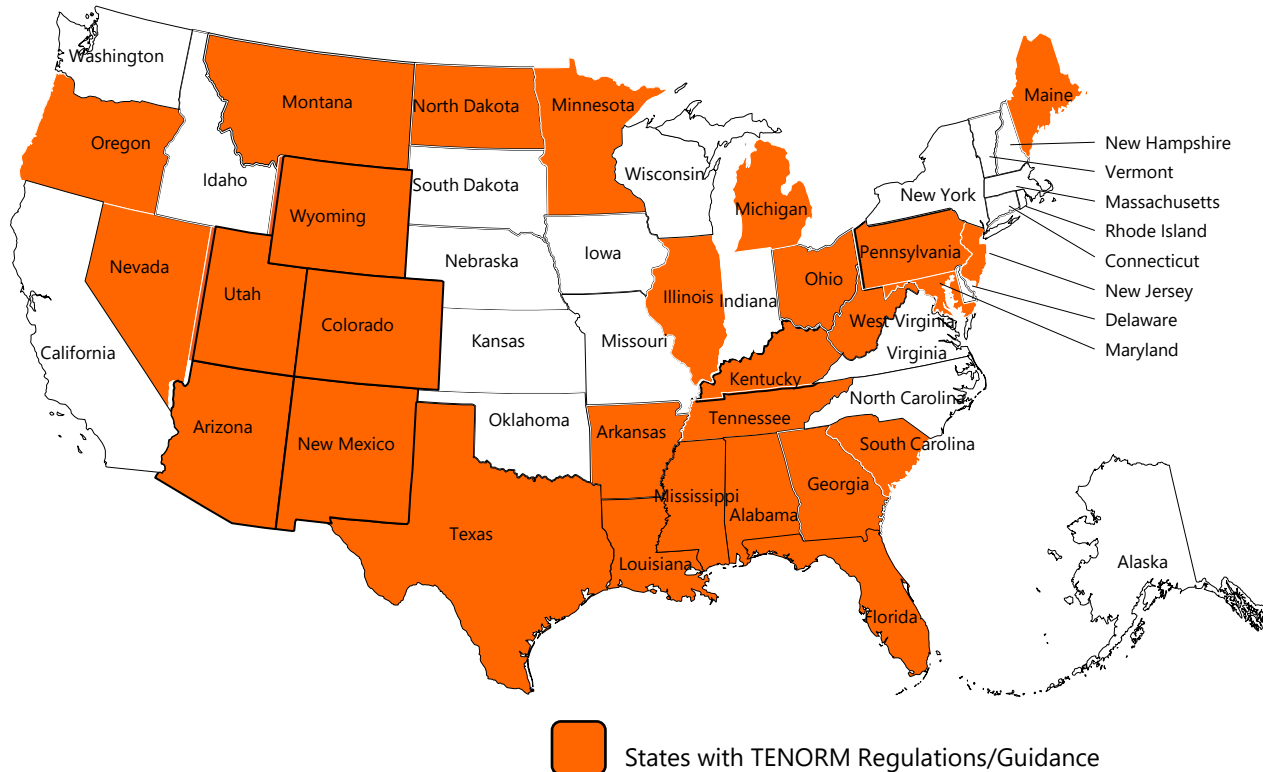 Washington
Montana
North Dakota
Minnesota
Maine
Oregon
Idaho
South Dakota
Wisconsin
New Hampshire
Vermont
Wyoming
Michigan
New York
Massachusetts
Rhode Island
Nevada
Nebraska
Iowa
Pennsylvania
Connecticut
Utah
Illinois
Indiana
Ohio
New Jersey
Colorado
Delaware
California
Kansas
Missouri
West Virginia
Virginia
Maryland
Kentucky
Arizona
New Mexico
Oklahoma
Arkansas
Tennessee
North Carolina
South Carolina
Texas
Mississippi
Alabama
Georgia
Louisiana
Alaska
Florida
States with TENORM Regulations/Guidance